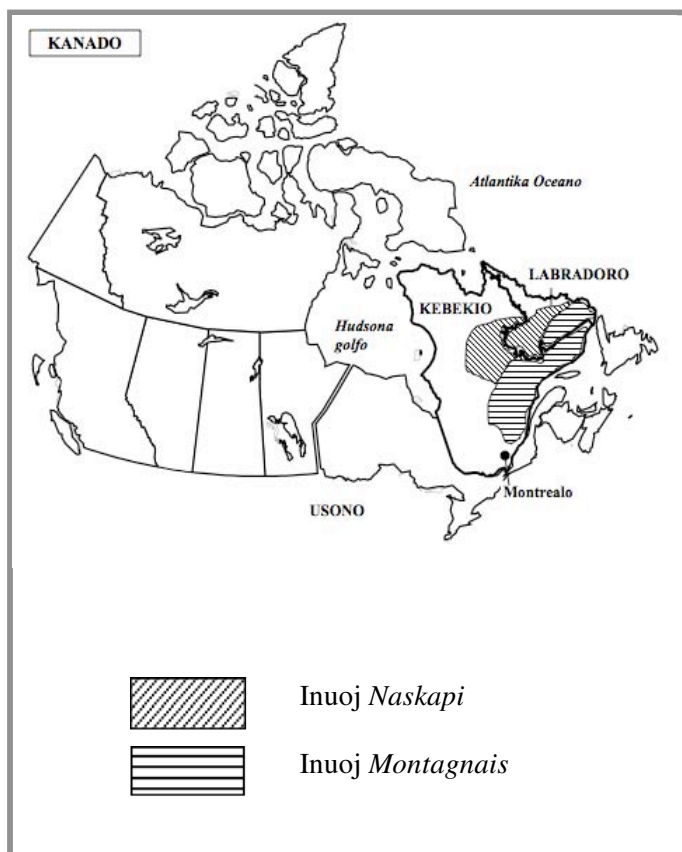 KANADO
Atlantika Oceano
LABRADORO
KEBEKIO
Hudsona
golfo
Montrealo
USONO
Inuoj Naskapi
Inuoj Montagnais